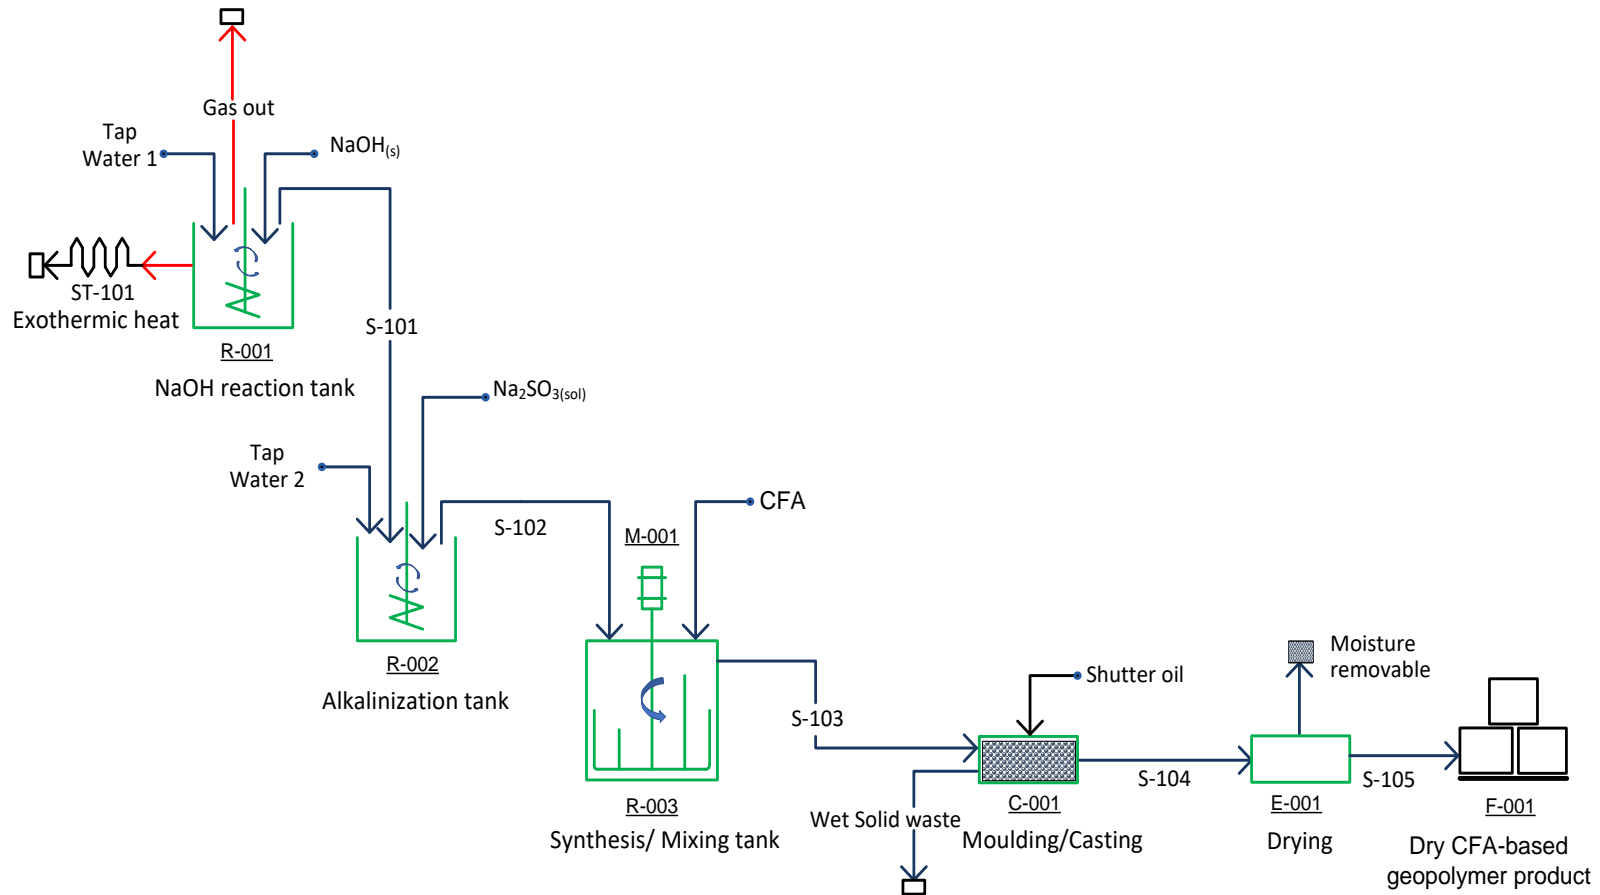 Gas out
Tap
Water 1
NaOH(s)
ST-101
Exothermic heat
S-101
R-001
NaOH reaction tank
Na2SO3(sol)
Tap
Water 2
S-102
CFA
M-001
R-002
Alkalinization tank
Moisture
removable
Shutter oil
S-103
S-104
S-105
R-003
Synthesis/ Mixing tank
Wet Solid waste
C-001
Moulding/Casting
E-001
Drying
F-001
Dry CFA-based
geopolymer product